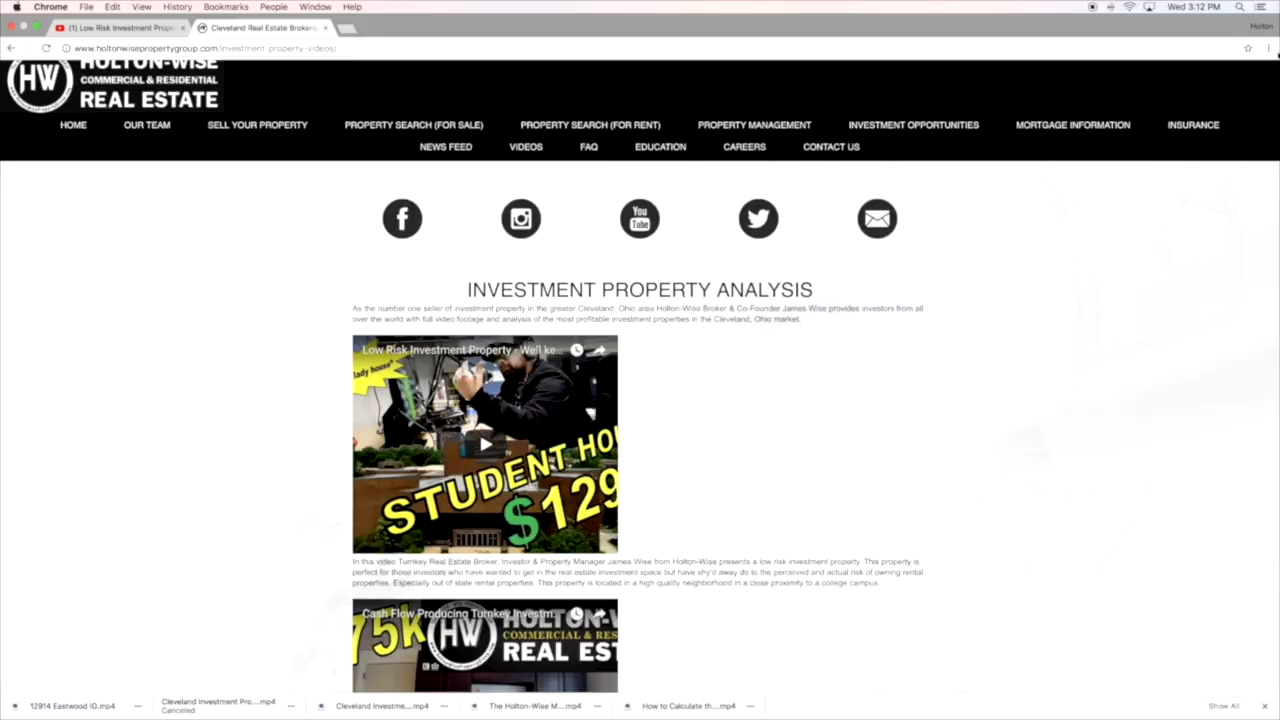 Chrome File Edit View History Bookmarks People Window Help Wed 3:12 PM
(1) Low Risk Investment Prope Cleveland Real Estate Brokers Holton
www.holtonwisepropertygroup.com/investment-property-videos/
HW HOLTON-WISE
COMMERCIAL & RESIDENTIAL
REAL ESTATE
HOME OUR TEAM SELL YOUR PROPERTY PROPERTY SEARCH (FOR SALE) PROPERTY SEARCH (FOR RENT) PROPERTY MANAGEMENT INVESTMENT OPPORTUNITIES MORTGAGE INFORMATION INSURANCE
NEWS FEED VIDEOS FAQ EDUCATION CAREERS CONTACT US
f You Tube
INVESTMENT PROPERTY ANALYSIS
As the number one seller of investment property in the greater Cleveland, Ohio area Holton-Wise Broker & Co-Founder James Wise provides investors from all
over the world with full video footage and analysis of the most profitable investment properties in the Cleveland, Ohio market.
Low Risk Investment Property - Well ke...
lady house"
STUDENT HOU
$129
In this video Turnkey Real Estate Broker, Investor & Property Manager James Wise from Holton-Wise presents a low risk investment property. This property is
perfect for those investors who have wanted to get in the real estate investment space but have shy'd away do to the perceived and actual risk of owning rental
properties. Especially out of state rental properties. This property is located in a high quality neighborhood in a close proximity to a college campus.
Cash Flow Producing Turnkey Investm...
75k HW HOLTON-W
COMMERCIAL & RES
REAL EST
12914 Eastwood IG.mp4 Cleveland Investment Pro....mp4 Cleveland Investme....mp4 The Holton-Wise M....mp4 How to Calculate th....mp4 Show All
Canceled